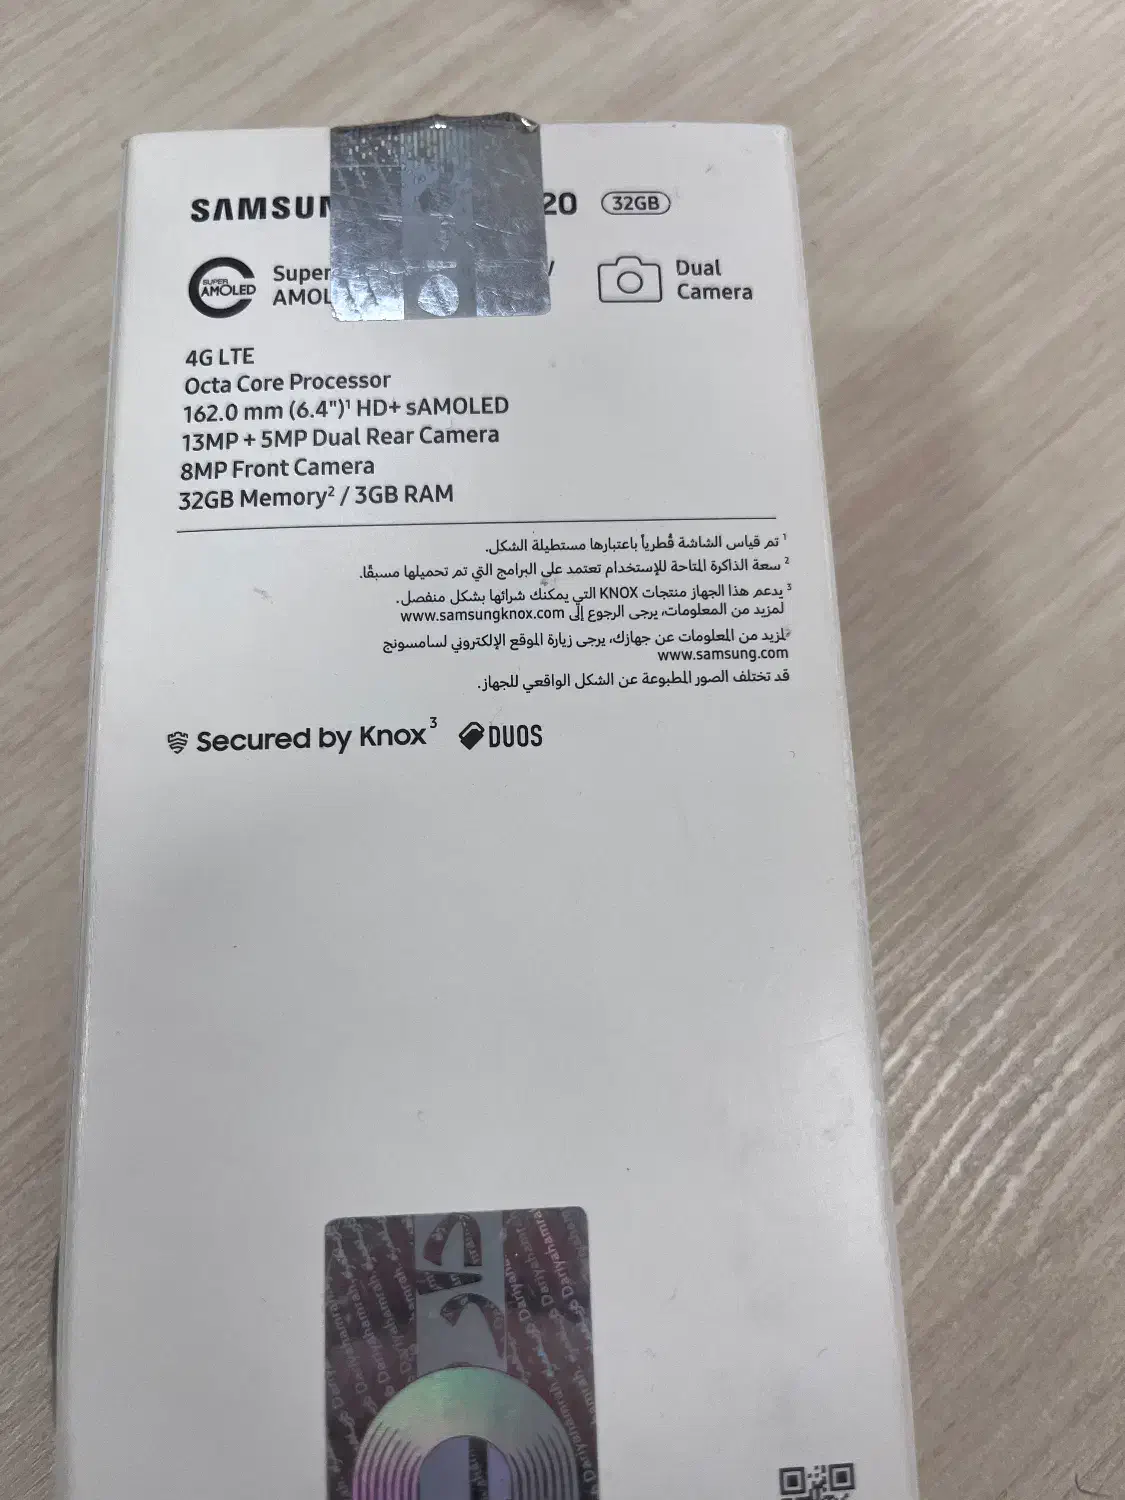 20 32GB
SUPER AMOLED
Super
Dual
Camera
4G LTE
Octa Core Processor
162.0 mm (6.4")¹ HD+ sAMOLED
13MP + 5MP Dual Rear Camera
8MP Front Camera
32GB Memory² / 3GB RAM
¹ تم قياس الشاشة قُطرياً باعتبارها مستطيلة الشكل.
² سعة الذاكرة المتاحة للإستخدام تعتمد على البرامج التي تم تحميلها مسبقًا.
³ يدعم هذا الجهاز منتجات KNOX التي يمكنك شرائها بشكل منفصل.
لمزيد من المعلومات، يرجى الرجوع إلى www.samsungknox.com
لمزيد من المعلومات عن جهازك، يرجى زيارة الموقع الإلكتروني لسامسونج
www.samsung.com
قد تختلف الصور المطبوعة عن الشكل الواقعي للجهاز.
Secured by Knox³ DUOS
Dariyahamrah